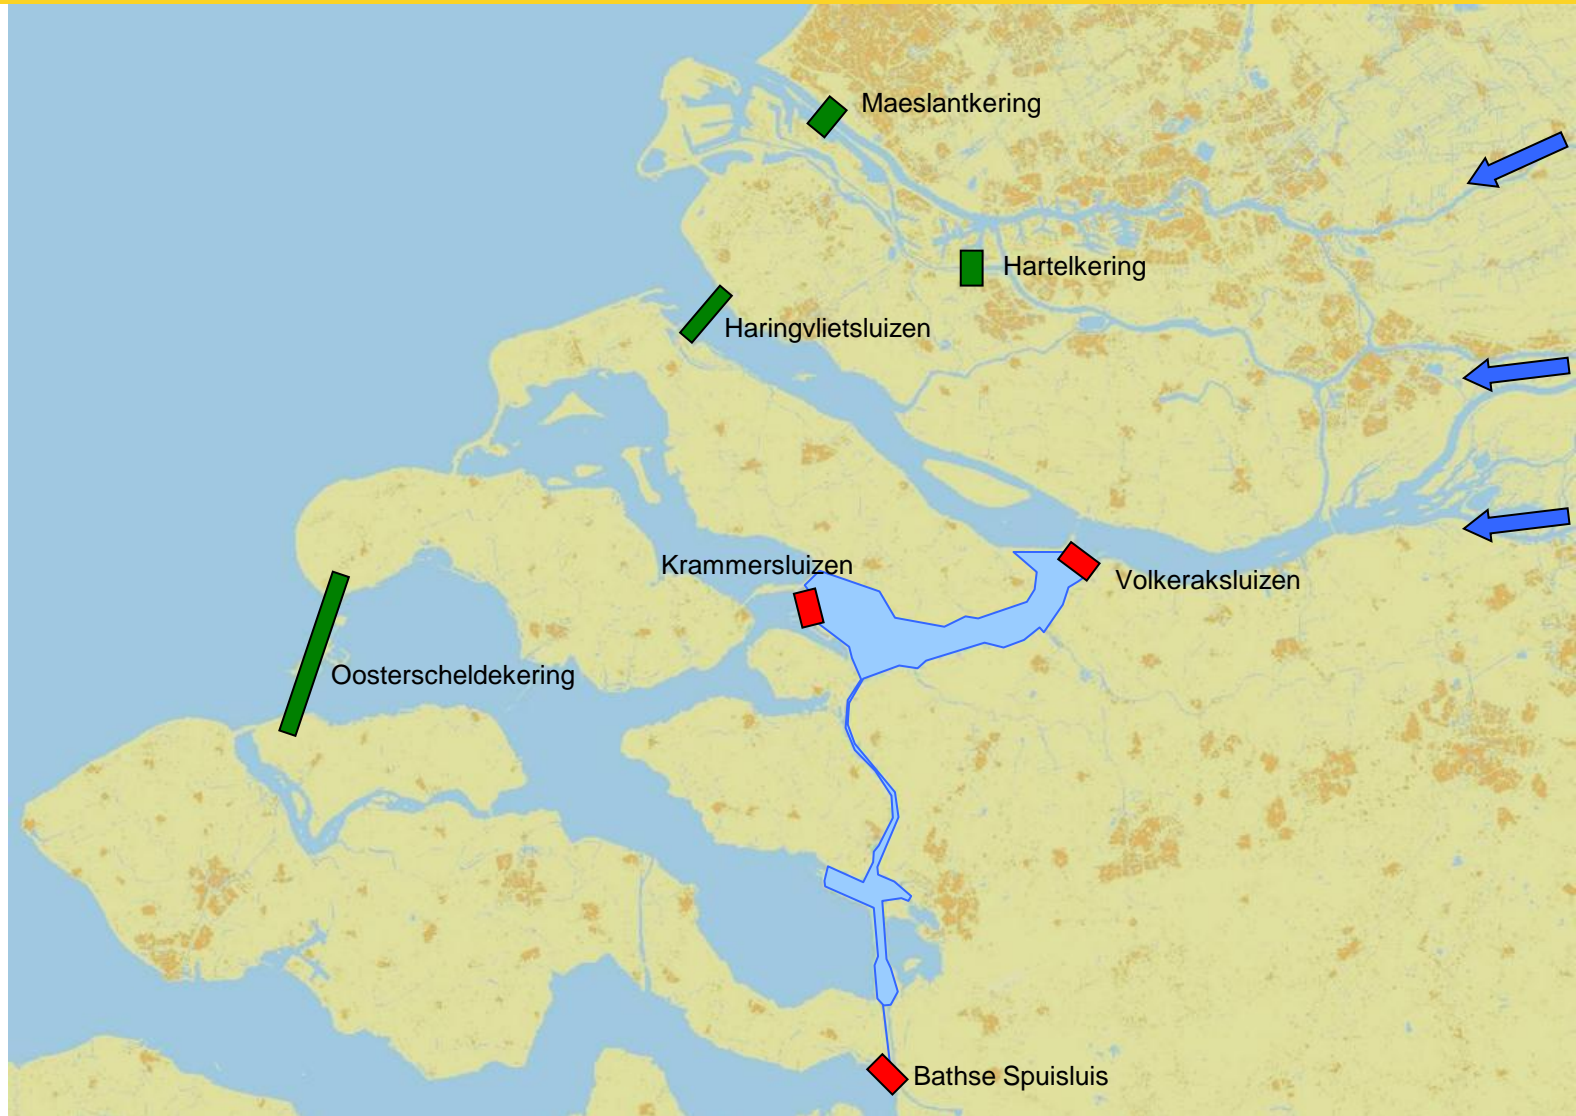 Maeslantkering
Hartelkering
Haringvlietsluizen
Krammersluizen
Volkeraksluizen
Oosterscheldekering
Bathse Spuisluis